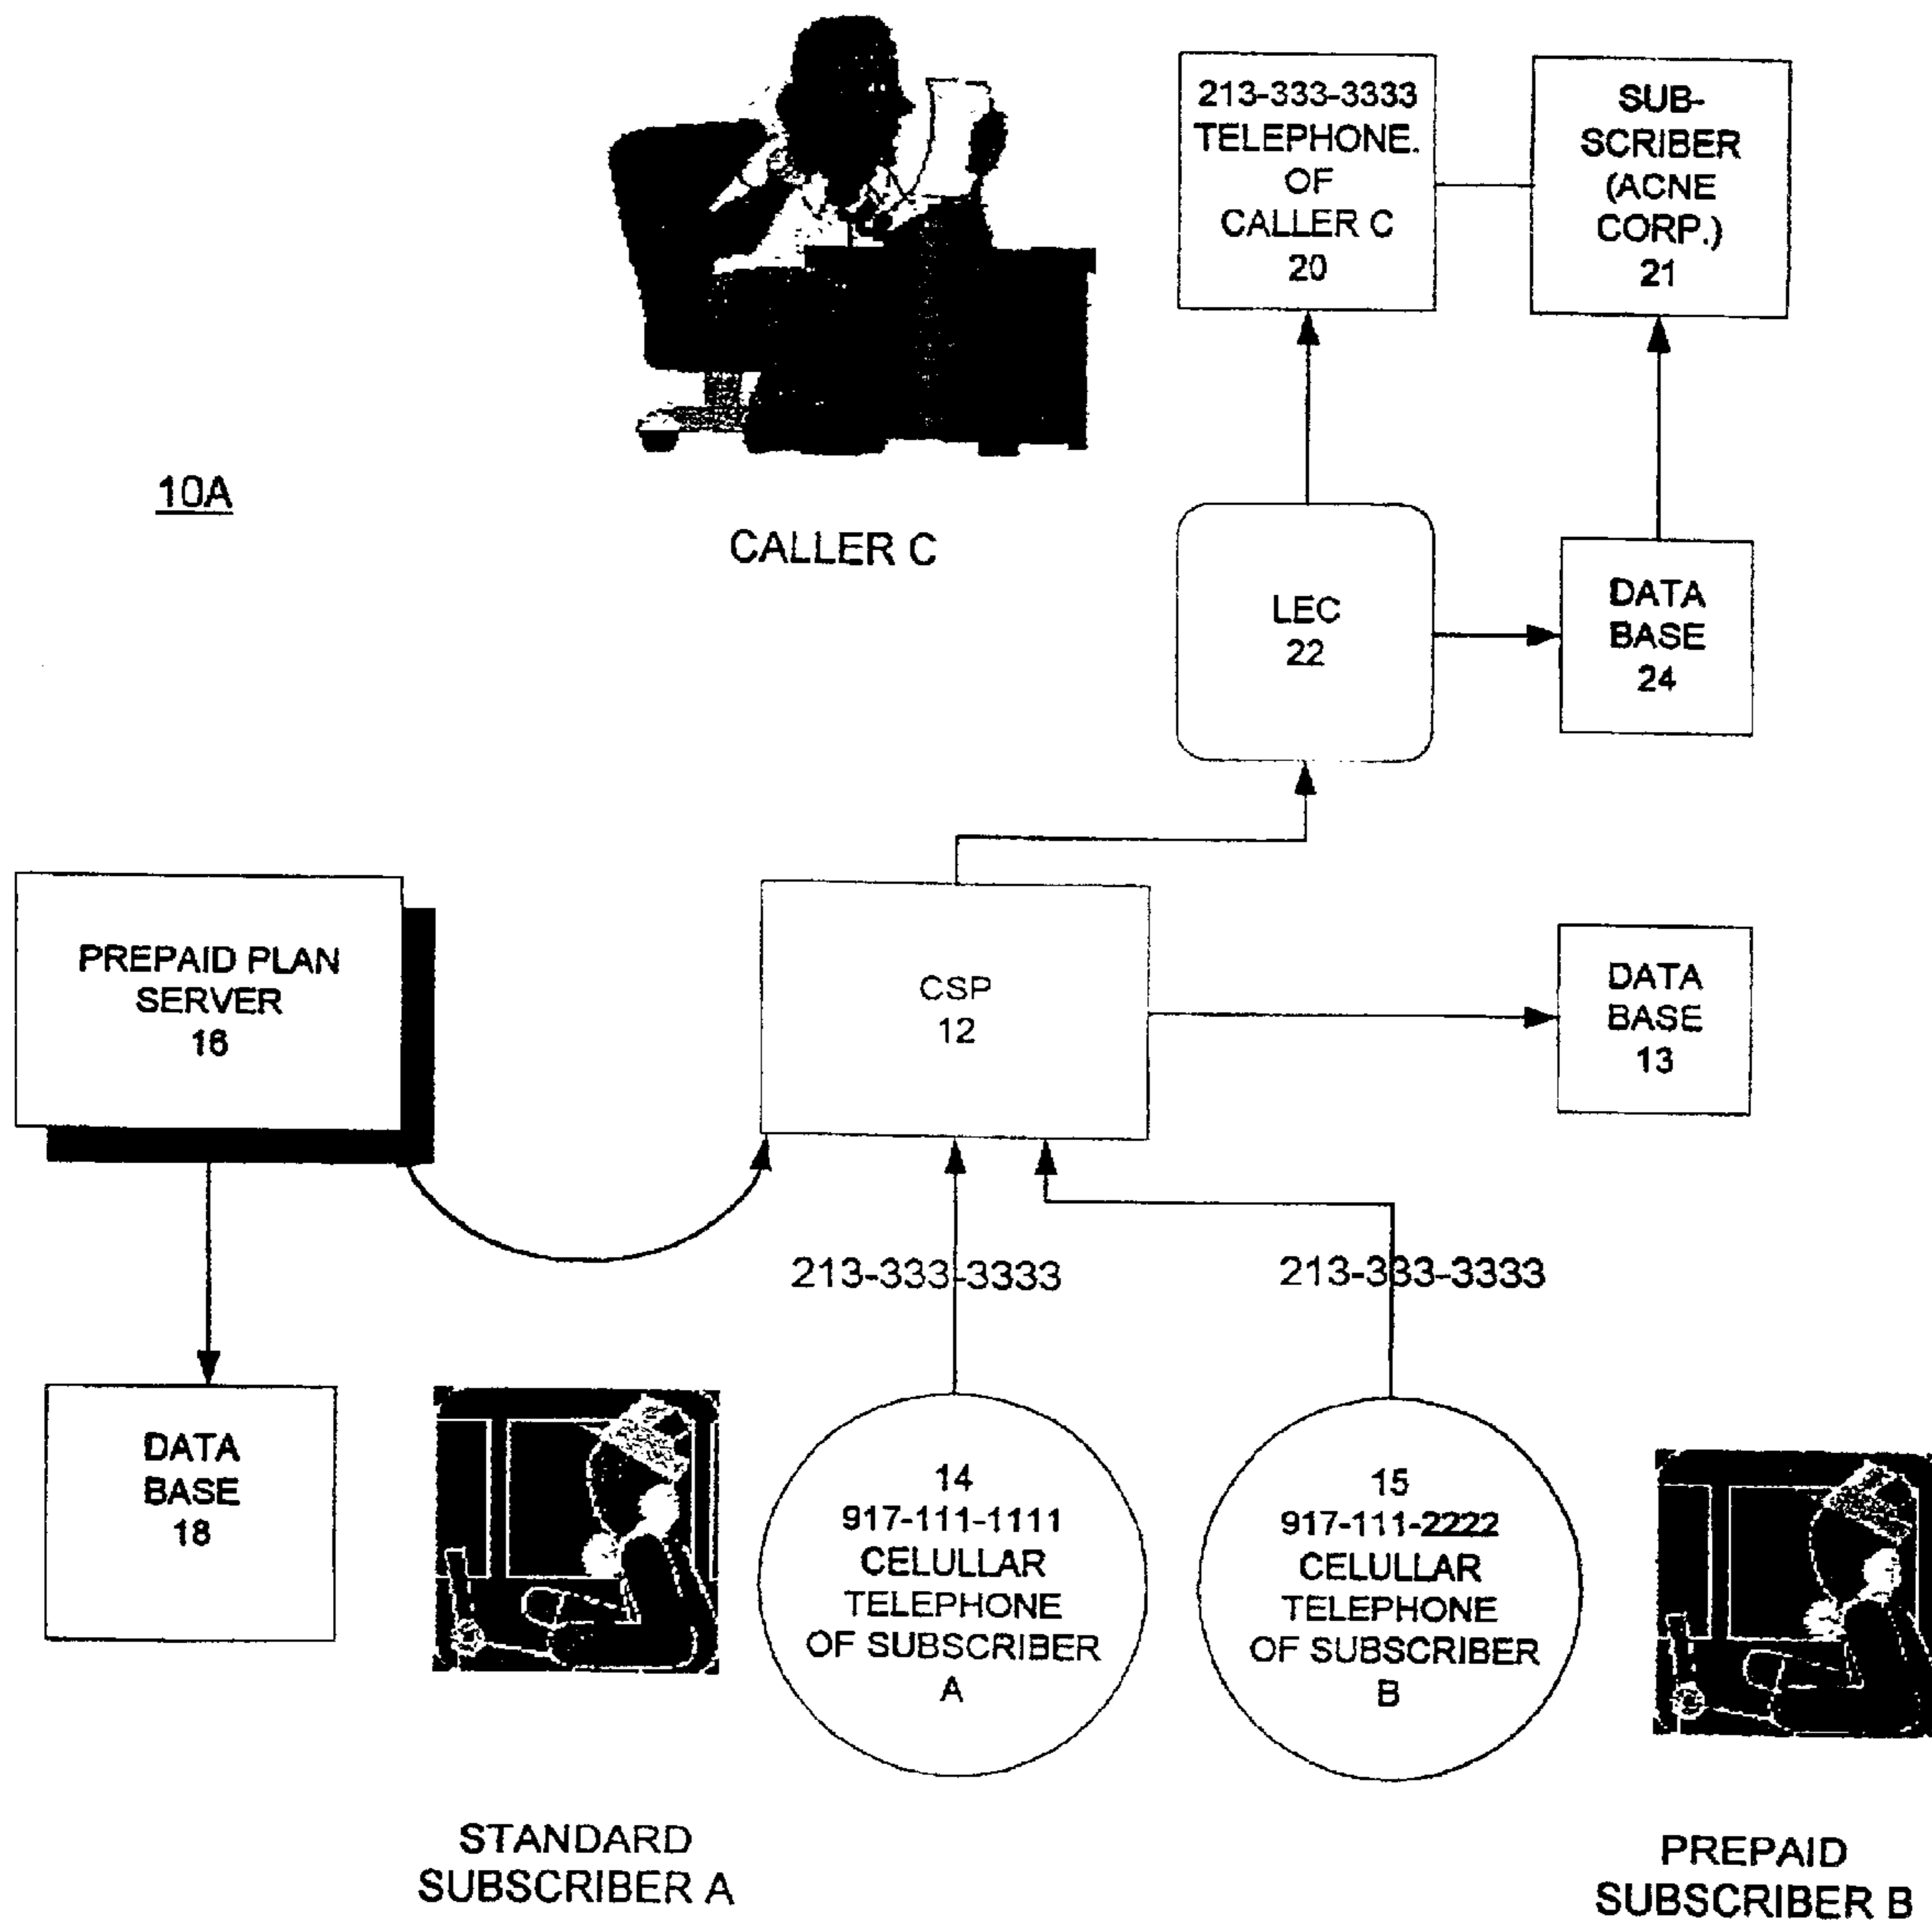 213-333-3333
TELEPHONE.
OF
CALLER C
20
SUB-
SCRIBER
(ACNE
CORP.)
21
10A
CALLER C
LEC
22
DATA
BASE
24
PREPAID PLAN
SERVER
16
CSP
12
DATA
BASE
13
213-333-3333
213-333-3333
DATA
BASE
18
14
917-111-1111
CELULLAR
TELEPHONE
OF SUBSCRIBER
A
15
917-111-2222
CELULLAR
TELEPHONE
OF SUBSCRIBER
B
STANDARD
SUBSCRIBER A
PREPAID
SUBSCRIBER B